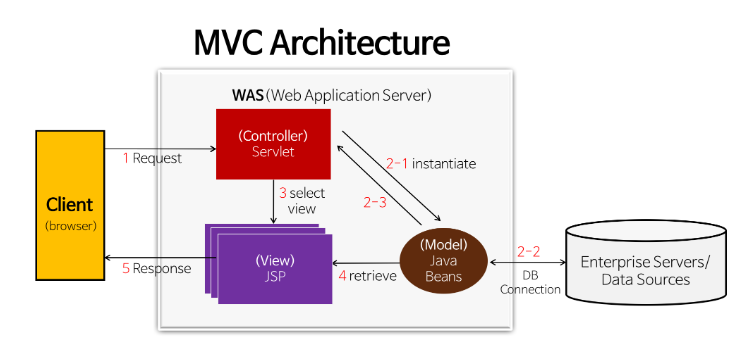 MVC Architecture
WAS (Web Application Server)
(Controller)
Servlet
1 Request
2-1 instantiate
Client
(browser)
3 select
view
2-3
(View)
JSP
(Model)
Java
Beans
2-2
DB
Connection
Enterprise Servers/
Data Sources
4 retrieve
5 Response